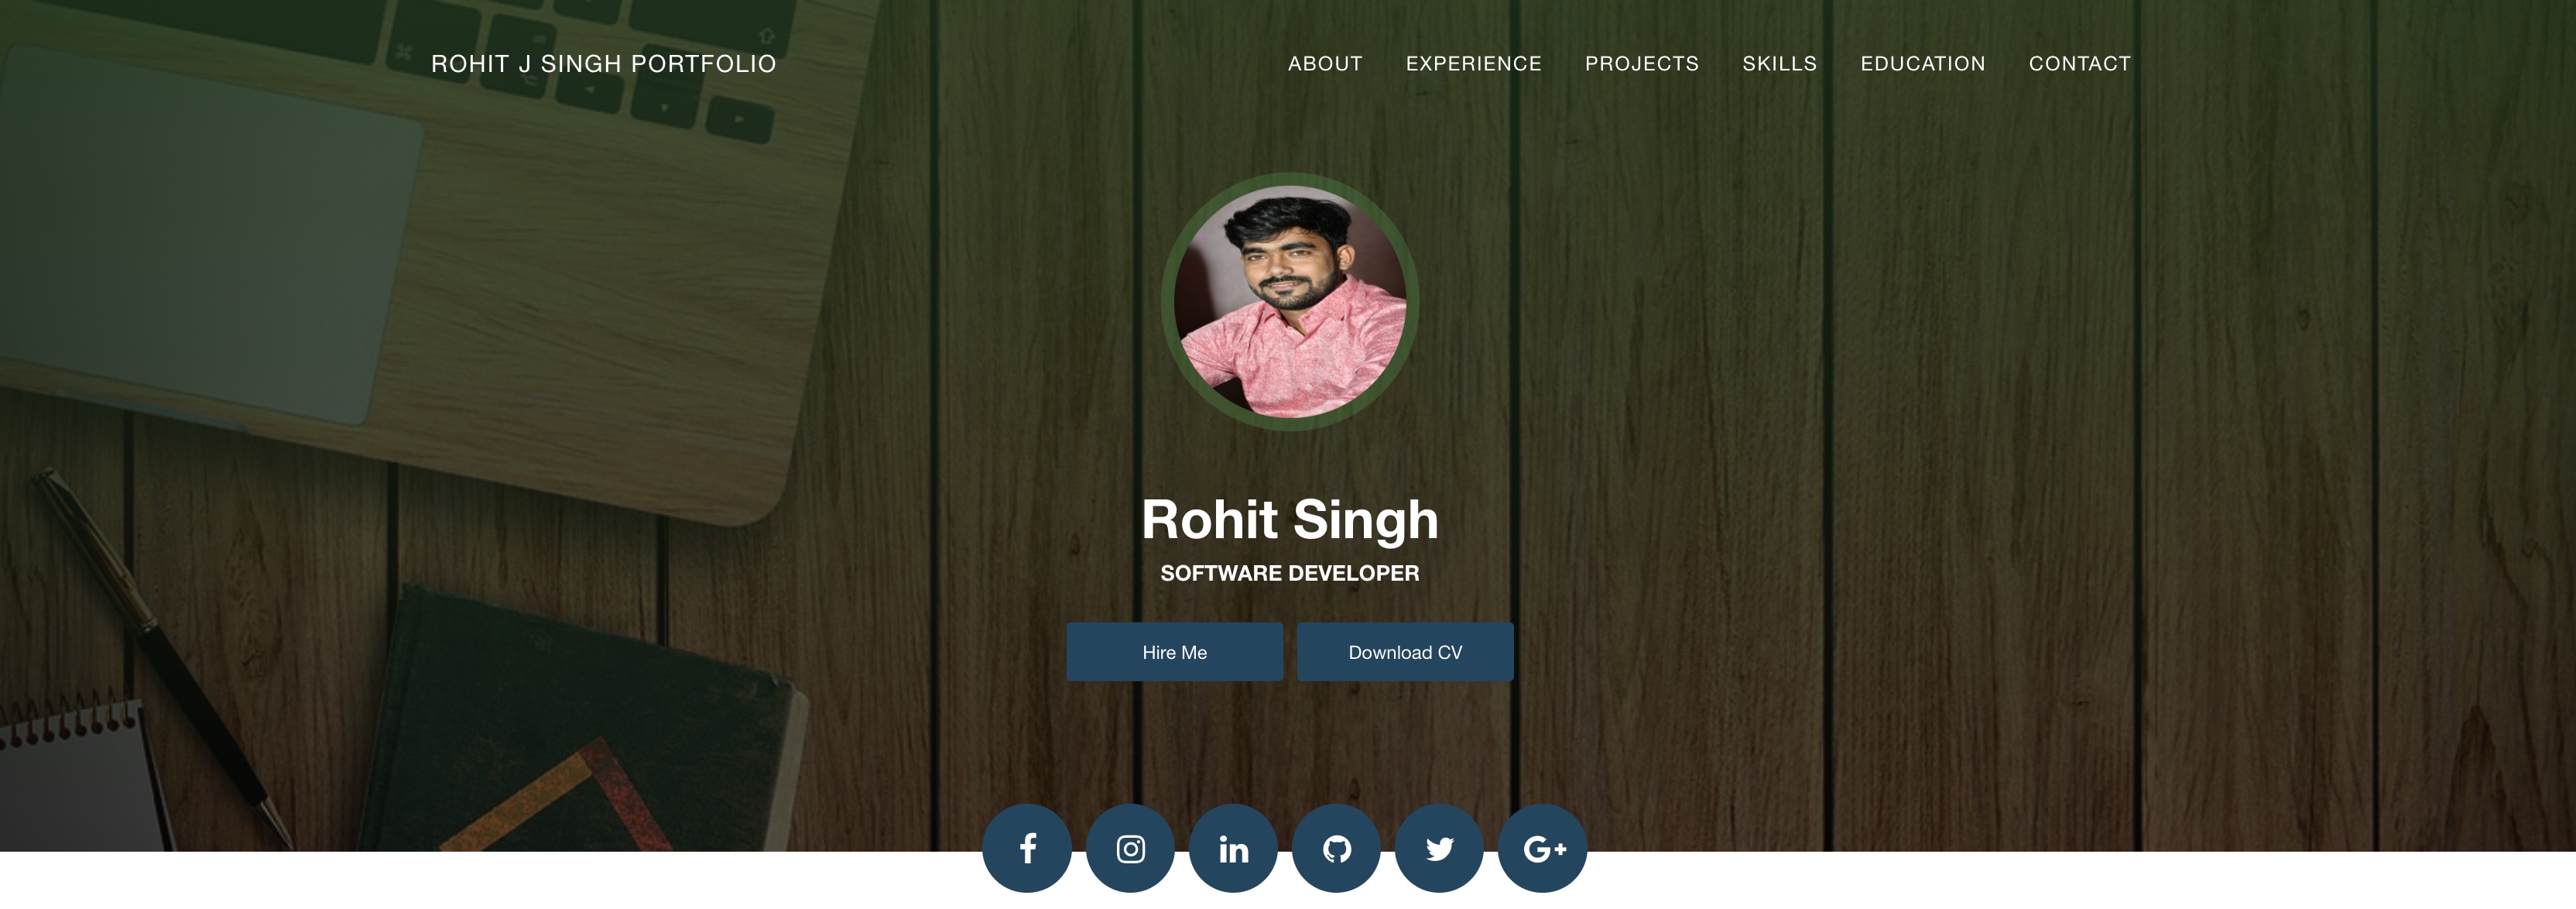 ROHIT J SINGH PORTFOLIO
ABOUT EXPERIENCE PROJECTS SKILLS EDUCATION CONTACT
Rohit Singh
SOFTWARE DEVELOPER
Hire Me
Download CV
f
in
G+